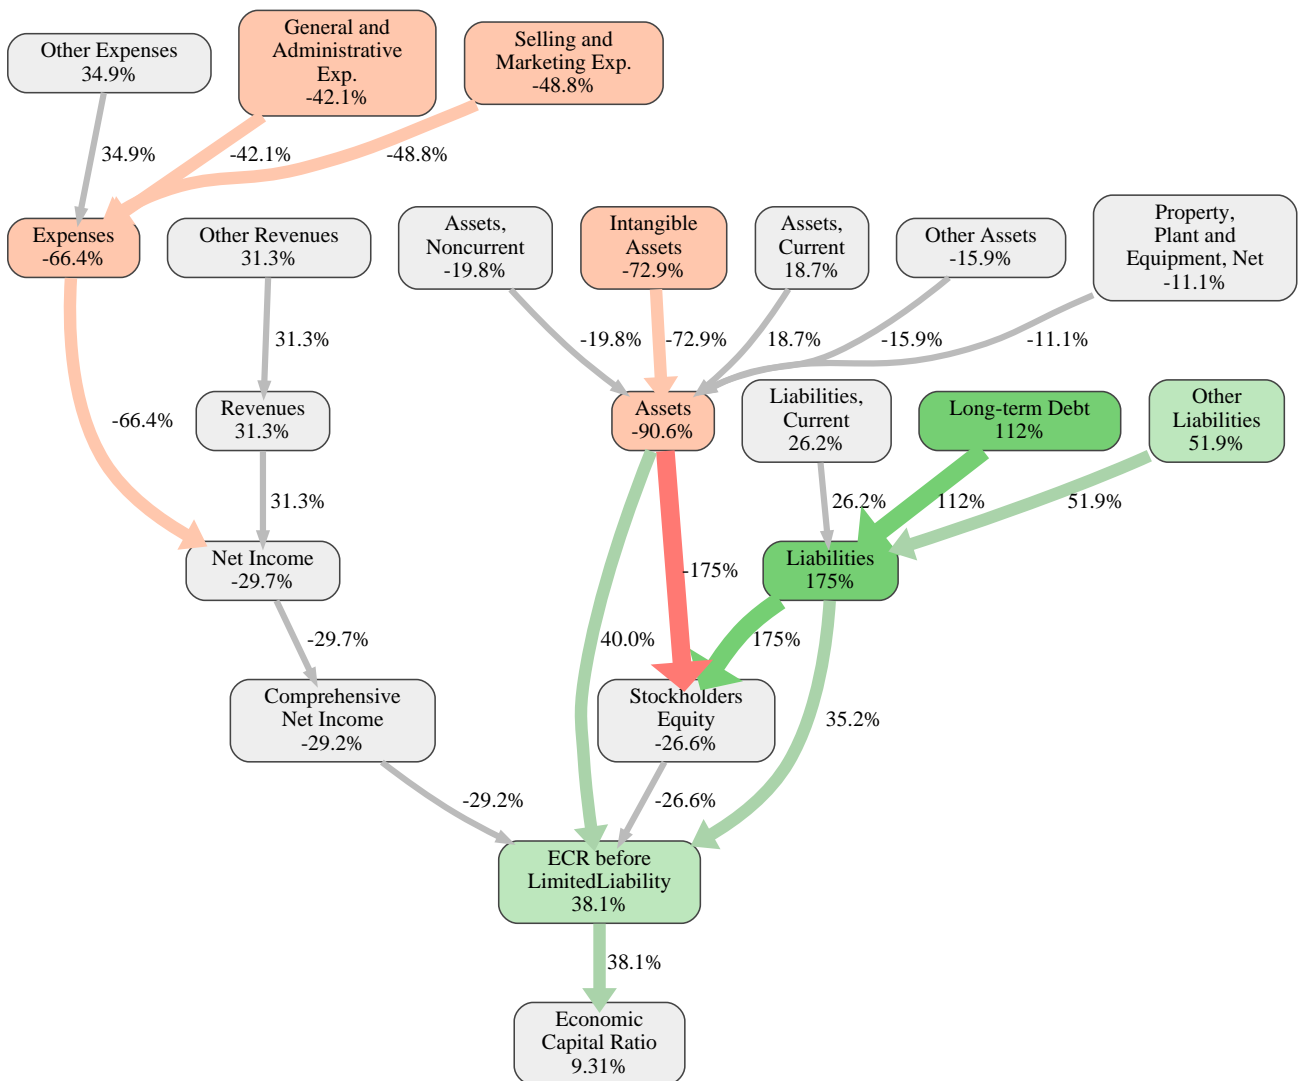 Other Expenses
34.9%
General and
Administrative
Exp.
-42.1%
Selling and
Marketing Exp.
-48.8%
34.9%
-42.1%
-48.8%
Expenses
-66.4%
Other Revenues
31.3%
Assets,
Noncurrent
-19.8%
Intangible
Assets
-72.9%
Assets,
Current
18.7%
Other Assets
-15.9%
Property,
Plant and
Equipment, Net
-11.1%
31.3%
-19.8%
-72.9%
18.7%
-15.9%
-11.1%
-66.4%
Revenues
31.3%
Assets
-90.6%
Liabilities,
Current
26.2%
Long-term Debt
112%
Other
Liabilities
51.9%
31.3%
26.2%
112%
51.9%
Net Income
-29.7%
-175%
Liabilities
175%
-29.7%
40.0%
175%
35.2%
Comprehensive
Net Income
-29.2%
Stockholders
Equity
-26.6%
-29.2%
-26.6%
ECR before
LimitedLiability
38.1%
38.1%
Economic
Capital Ratio
9.31%